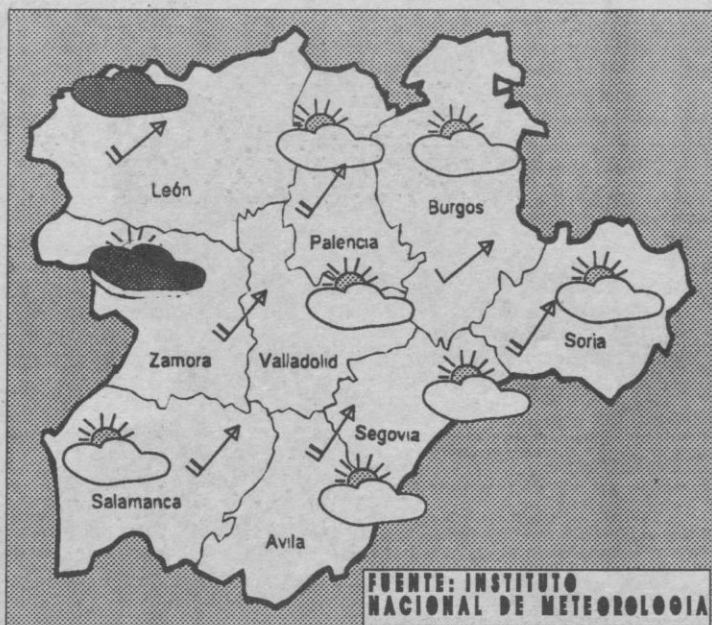 León
Burgos
Palencia
Zamora
Valladolid
Soria
Segovia
Salamanca
Avila
FUENTE: INSTITUTO
NACIONAL DE METEOROLOGIA